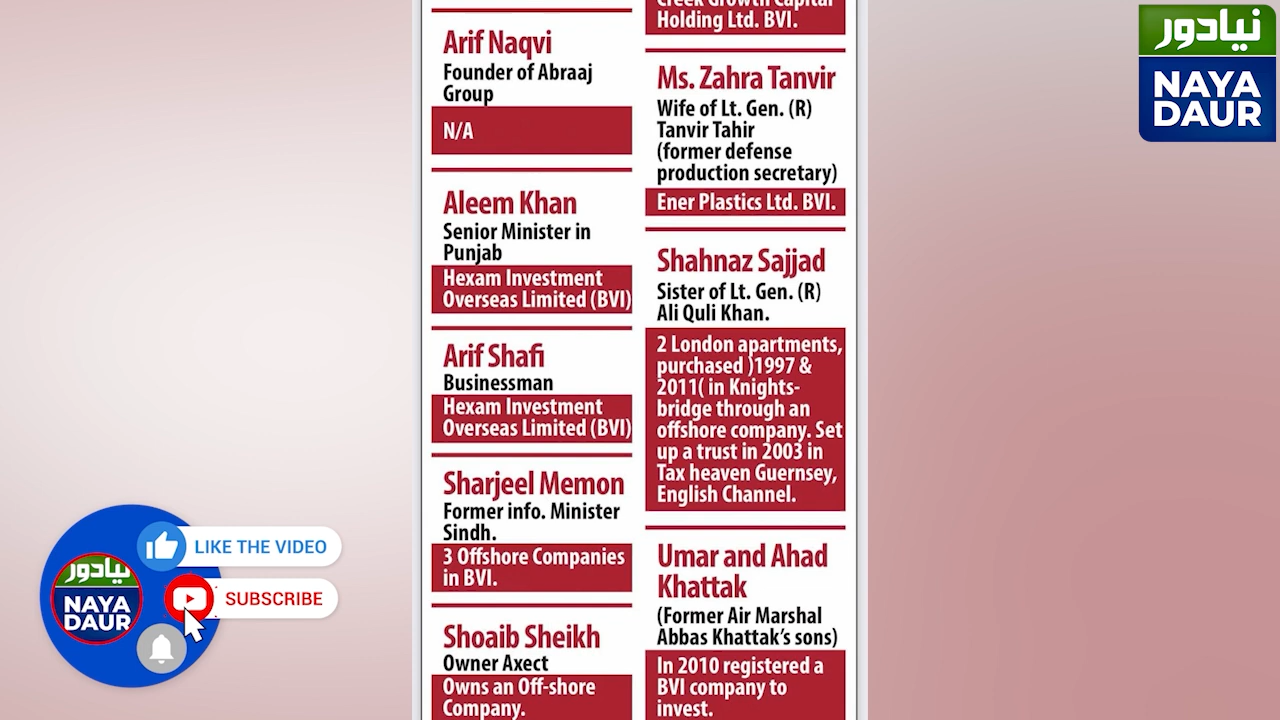 Arif Naqvi
Founder of Abraaj
Group
N/A
Aleem Khan
Senior Minister in
Punjab
Hexam Investment
Overseas Limited (BVI)
Arif Shafi
Businessman
Hexam Investment
Overseas Limited (BVI)
Sharjeel Memon
Former info. Minister
Sindh.
3 Offshore Companies
in BVI.
Shoaib Sheikh
Owner Axect
Owns an Off-shore
Company.
Creek Growth Capital
Holding Ltd. BVI.
Ms. Zahra Tanvir
Wife of Lt. Gen. (R)
Tanvir Tahir
(former defense
production secretary)
Ener Plastics Ltd. BVI.
Shahnaz Sajjad
Sister of Lt. Gen. (R)
Ali Quli Khan.
2 London apartments,
purchased )1997 &
2011( in Knights-
bridge through an
offshore company. Set
up a trust in 2003 in
Tax heaven Guernsey,
English Channel.
Umar and Ahad
Khattak
(Former Air Marshal
Abbas Khattak's sons)
In 2010 registered a
BVI company to
invest.
نیادور
NAYA
DAUR
نیادور
NAYA
DAUR
LIKE THE VIDEO
SUBSCRIBE